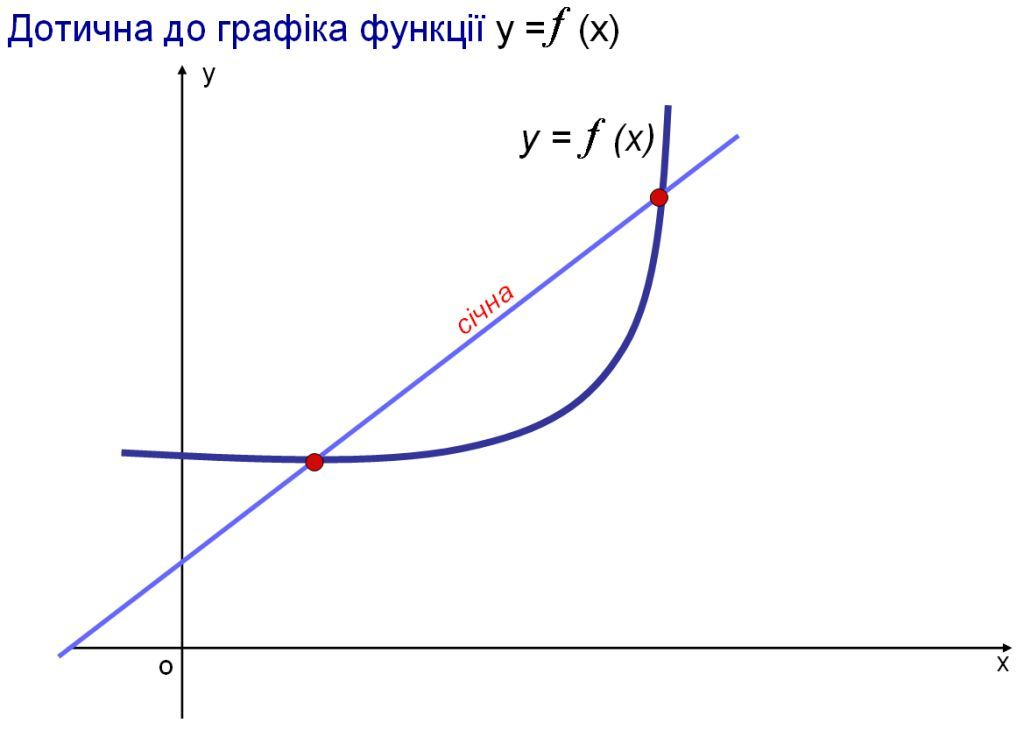 Дотична до графіка функції y =f (x)
y
y = f (x)
січна
o
x